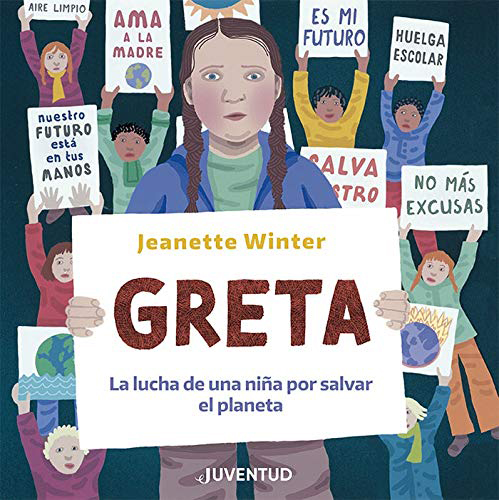 AIRE LIMPIO
AMA
A LA
MADRE
ES MI
FUTURO
HUELGA
ESCOLAR
nuestro
FUTURO
está
en tus
MANOS
SALVA
STRO
NO MÁS
EXCUSAS
Jeanette Winter
GRETA
La lucha de una niña por salvar
el planeta
JUVENTUD